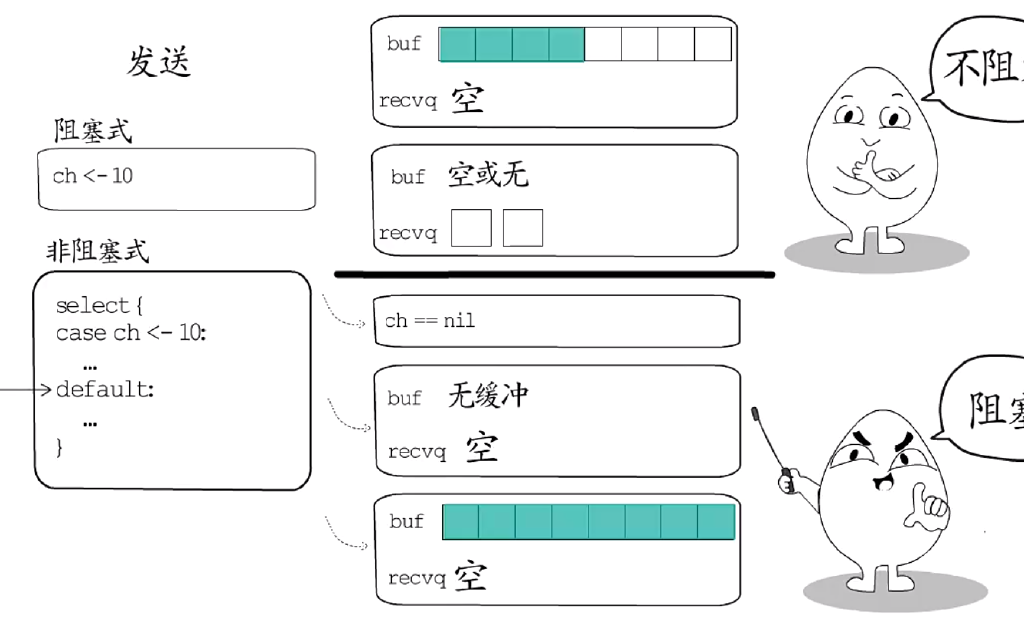 发送
阻塞式
ch <- 10
非阻塞式
select {
case ch <- 10:
...
default:
...
}
buf
recvq 空
buf 空或无
recvq
ch == nil
buf 无缓冲
recvq 空
buf
recvq 空
不阻
阻塞